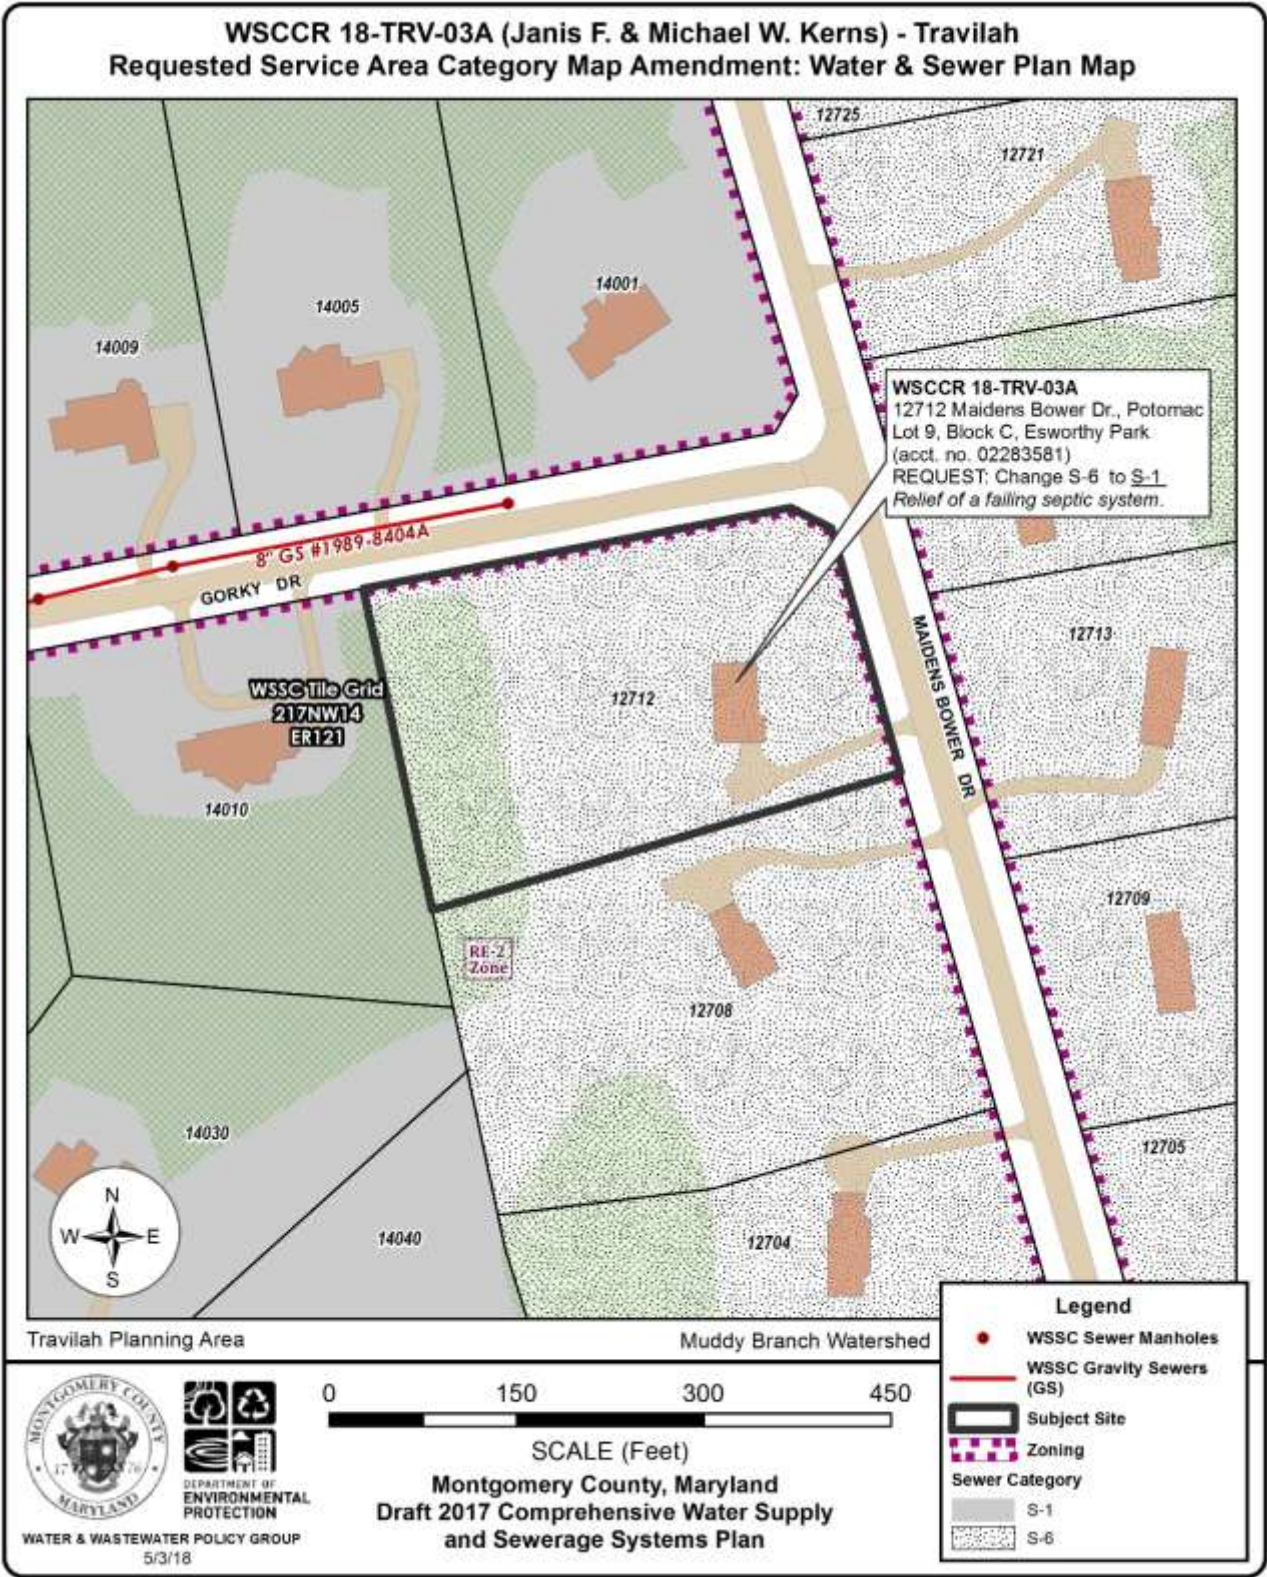 WSCCR 18-TRV-03A (Janis F. & Michael W. Kerns) - Travilah
Requested Service Area Category Map Amendment: Water & Sewer Plan Map
12725
12721
14001
14005
14009
WSCCR 18-TRV-03A
12712 Maidens Bower Dr., Potomac
Lot 9, Block C, Esworthy Park
(acct. no. 02283581)
REQUEST: Change S-6 to S-1
Relief of a failing septic system.
8" GS #1989-8404A
GORKY DR
MAIDENS BOWER DR
12713
12712
WSSC Tile Grid
217NW14
ER121
14010
12709
RE-2
Zone
12708
14030
12705
14040
12704
N
W
E
S
Travilah Planning Area
Muddy Branch Watershed
Legend
WSSC Sewer Manholes
WSSC Gravity Sewers
(GS)
Subject Site
Zoning
Sewer Category
S-1
S-6
MONTGOMERY COUNTY
17 76
MARYLAND
DEPARTMENT OF
ENVIRONMENTAL
PROTECTION
WATER & WASTEWATER POLICY GROUP
5/3/18
0 150 300 450
SCALE (Feet)
Montgomery County, Maryland
Draft 2017 Comprehensive Water Supply
and Sewerage Systems Plan